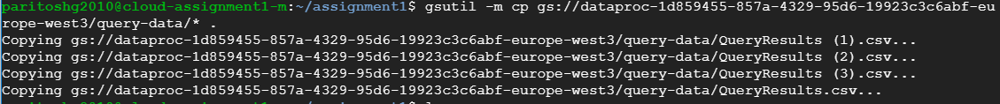 paritoshg2010@cloud-assignment1-m:~/assignment1$ gsutil -m cp gs://dataproc-1d859455-857a-4329-95d6-19923c3c6abf-eu
rope-west3/query-data/* .
Copying gs://dataproc-1d859455-857a-4329-95d6-19923c3c6abf-europe-west3/query-data/QueryResults (1).csv...
Copying gs://dataproc-1d859455-857a-4329-95d6-19923c3c6abf-europe-west3/query-data/QueryResults (2).csv...
Copying gs://dataproc-1d859455-857a-4329-95d6-19923c3c6abf-europe-west3/query-data/QueryResults (3).csv...
Copying gs://dataproc-1d859455-857a-4329-95d6-19923c3c6abf-europe-west3/query-data/QueryResults.csv...